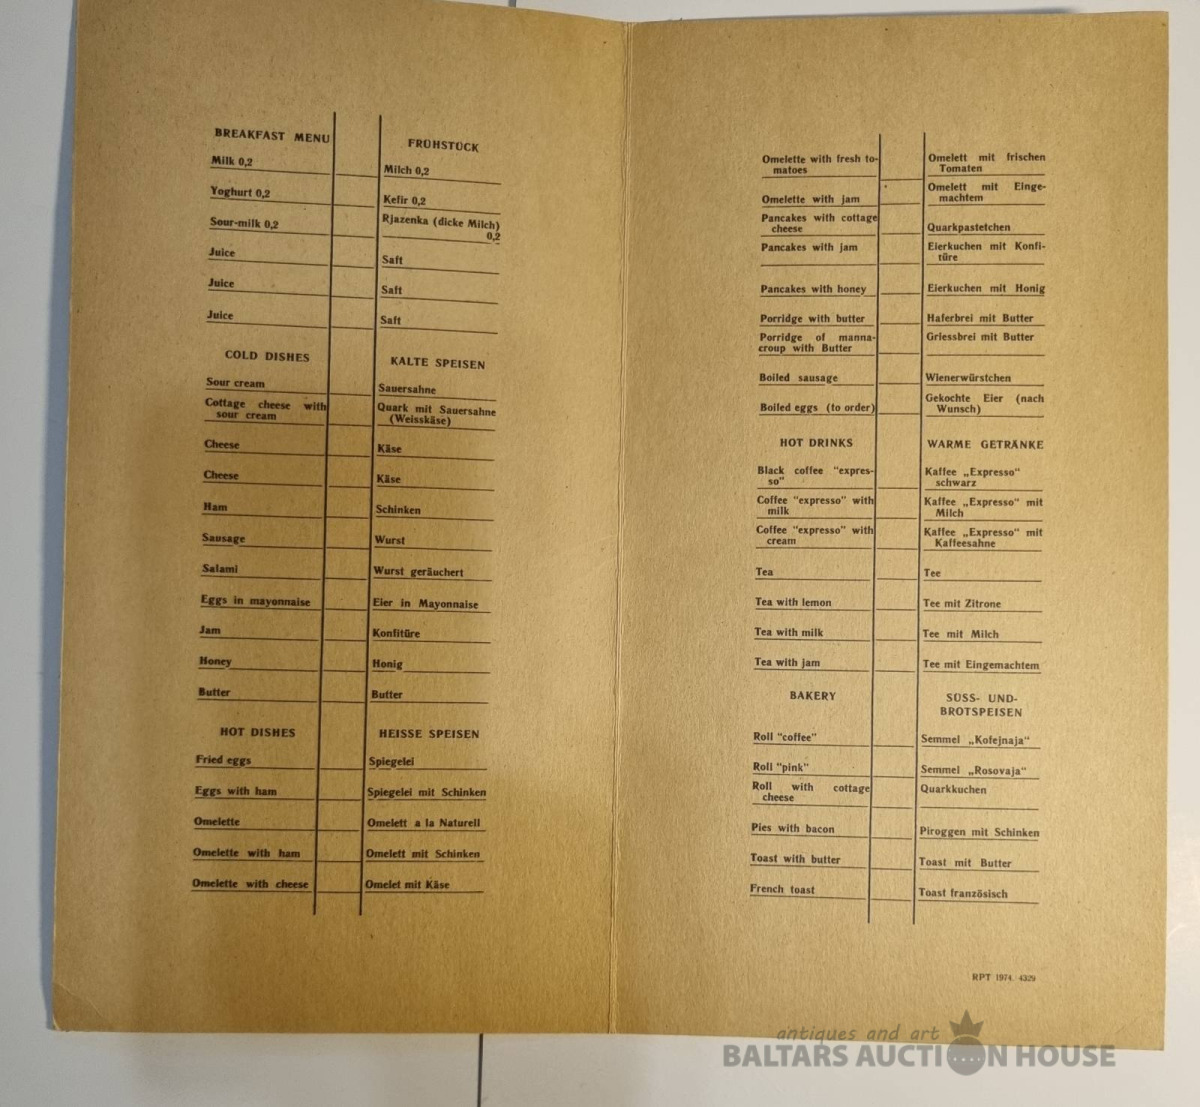 BREAKFAST MENU
Milk 0,2
Yoghurt 0,2
Sour-milk 0,2
Juice
Juice
Juice
COLD DISHES
Sour cream
Cottage cheese with
sour cream
Cheese
Cheese
Ham
Sausage
Salami
Eggs in mayonnaise
Jam
Honey
Butter
HOT DISHES
Fried eggs
Eggs with ham
Omelette
Omelette with ham
Omelette with cheese
FRÜHSTÜCK
Milch 0,2
Kefir 0,2
Rjazenka (dicke Milch)
0,2
Saft
Saft
Saft
KALTE SPEISEN
Sauersahne
Quark mit Sauersahne
(Weisskäse)
Käse
Käse
Schinken
Wurst
Wurst geräuchert
Eier in Mayonnaise
Konfitüre
Honig
Butter
HEISSE SPEISEN
Spiegelei
Spiegelei mit Schinken
Omelett a la Naturell
Omelett mit Schinken
Omelet mit Käse
Omelette with fresh to-
matoes
Omelette with jam
Pancakes with cottage
cheese
Pancakes with jam
Pancakes with honey
Porridge with butter
Porridge of manna-
croup with Butter
Boiled sausage
Boiled eggs (to order)
HOT DRINKS
Black coffee "expres-
so"
Coffee "expresso" with
milk
Coffee "expresso" with
cream
Tea
Tea with lemon
Tea with milk
Tea with jam
BAKERY
Roll "coffee"
Roll "pink"
Roll with cottage
cheese
Pies with bacon
Toast with butter
French toast
Omelett mit frischen
Tomaten
Omelett mit Einge-
machtem
Quarkpastetchen
Eierkuchen mit Konfi-
türe
Eierkuchen mit Honig
Haferbrei mit Butter
Griessbrei mit Butter
Wienerwürstchen
Gekochte Eier (nach
Wunsch)
WARME GETRÄNKE
Kaffee „Expresso“
schwarz
Kaffee „Expresso“ mit
Milch
Kaffee „Expresso“ mit
Kaffeesahne
Tee
Tee mit Zitrone
Tee mit Milch
Tee mit Eingemachtem
SÜSS- UND-
BROTSPEISEN
Semmel „Kofejnaja“
Semmel „Rosovaja“
Quarkkuchen
Piroggen mit Schinken
Toast mit Butter
Toast französisch
RPT 1974. 4329
antiques and art
BALTARS AUCTION HOUSE